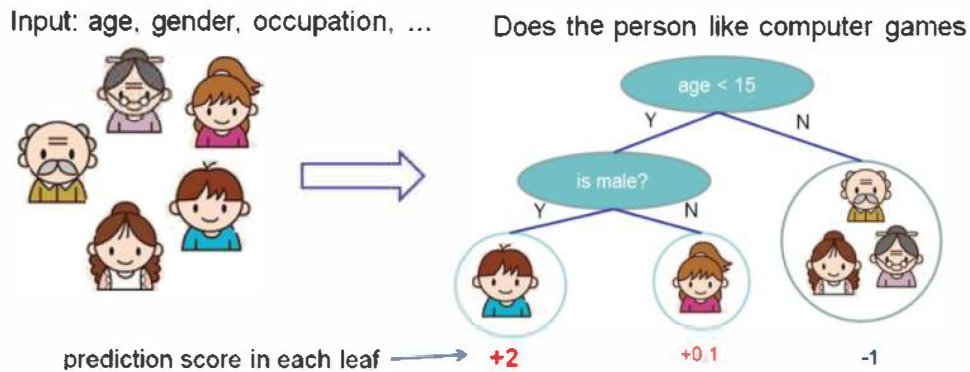 Input: age, gender, occupation, ...
Does the person like computer games
age < 15
Y
N
is male?
Y
N
prediction score in each leaf
+2
+0.1
-1